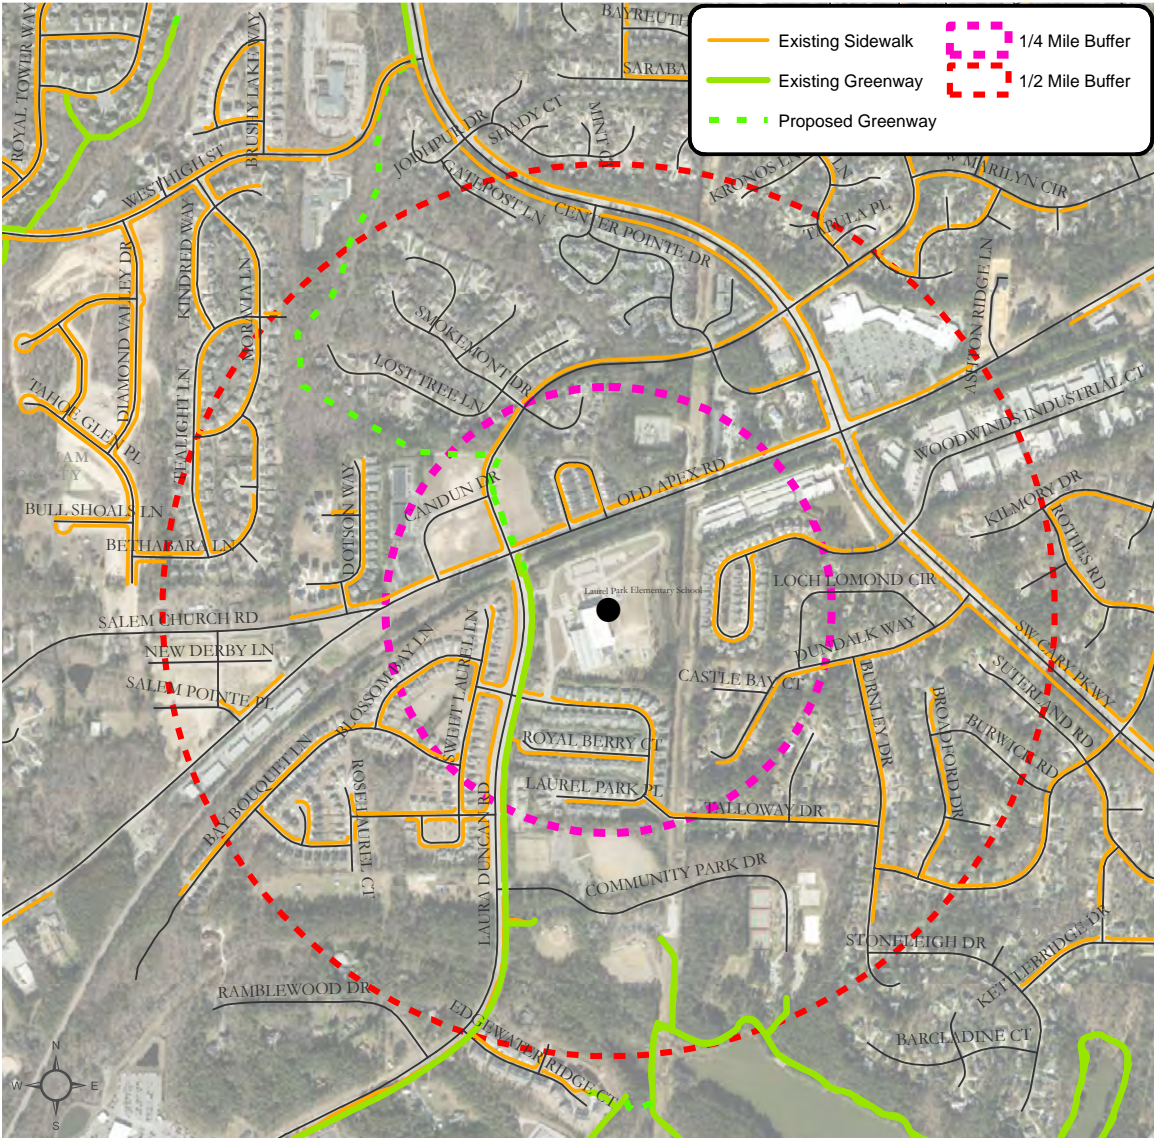 BAYREUTH
SARABA
Existing Sidewalk
1/4 Mile Buffer
Existing Greenway
1/2 Mile Buffer
Proposed Greenway
ROYAL TOWER WAY
BRUSHY LAKE WAY
WEST HIGH ST
JODHPUR DR
SHADY CT
MINT CT
GATEPOST LN
KRONOS LN
LN
W MARILYN CIR
TABULA PL
CENTER POINTE DR
KINDRED WAY
MORAVIA LN
DIAMOND VALLEY DR
TEALIGHT LN
TAHOE GLEN PL
SMOKEMONT DR
LOST TREE LN
ASHTON RIDGE LN
WOODWINDS INDUSTRIAL CT
BULL SHOALS LN
BETHABARA LN
DOTSON WAY
CANDUN DR
OLD APEX RD
KILMORY DR
ROTHES RD
Laurel Park Elementary School
LOCH LOMOND CIR
DUNDALK WAY
SALEM CHURCH RD
NEW DERBY LN
SALEM POINTE PL
BLOSSOM BAY LN
SWEET LAUREL LN
CASTLE BAY CT
BURNLEY DR
BROADFORD DR
SUTERLAND RD
BURWICK RD
SW CARY PKWY
ROYAL BERRY CT
LAUREL PARK PL
TALLOWAY DR
BAY BOUQUET LN
ROSE LAUREL CT
LAURA DUNCAN RD
COMMUNITY PARK DR
STONELEIGH DR
KETTLEBRIDGE DR
BARCLADINE CT
RAMBLEWOOD DR
EDGEWATER RIDGE CT
N
W
E
S